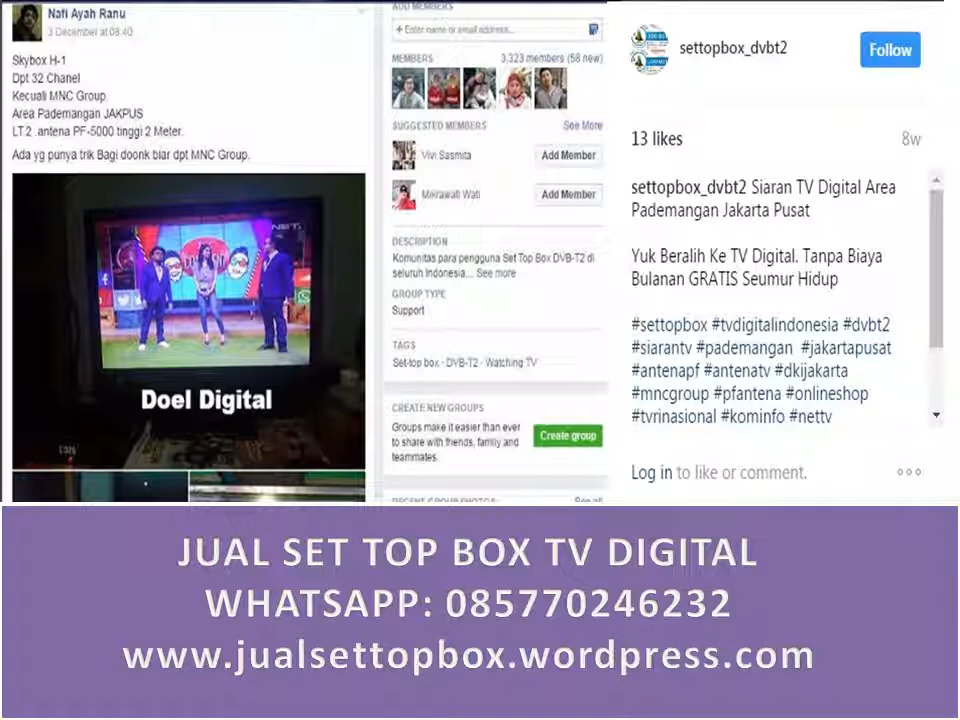 Nafi Ayah Ranu
3 December at 08:40
Skybox H-1
Dpt 32 Chanel
Kecuali MNC Group.
Area Pademangan JAKPUS
LT.2 .antena PF-5000 tinggi 2 Meter.
Ada yg punya trik Bagi doonk biar dpt MNC Group.
NET
Doel Digital
ADD MEMBERS
+ Enter name or email address...
MEMBERS
3,323 members (58 new)
SUGGESTED MEMBERS
See More
Vivi Sasmita
Add Member
Mikrawati Wati
Add Member
DESCRIPTION
Komunitas para pengguna Set Top Box DVB-T2 di
seluruh Indonesia... See more
GROUP TYPE
Support
TAGS
Set-top box · DVB-T2 · Watching TV
CREATE NEW GROUPS
Groups make it easier than ever
to share with friends, family and
teammates.
Create group
RECENT GROUP PHOTOS
See all
settopbox_dvbt2
Follow
13 likes
8w
settopbox_dvbt2 Siaran TV Digital Area
Pademangan Jakarta Pusat
Yuk Beralih Ke TV Digital. Tanpa Biaya
Bulanan GRATIS Seumur Hidup
#settopbox #tvdigitalindonesia #dvbt2
#siarantv #pademangan #jakartapusat
#antenapf #antenatv #dkijakarta
#mncgroup #pfantena #onlineshop
#tvrinasional #kominfo #nettv
Log in to like or comment.
JUAL SET TOP BOX TV DIGITAL
WHATSAPP: 085770246232
www.jualsettopbox.wordpress.com